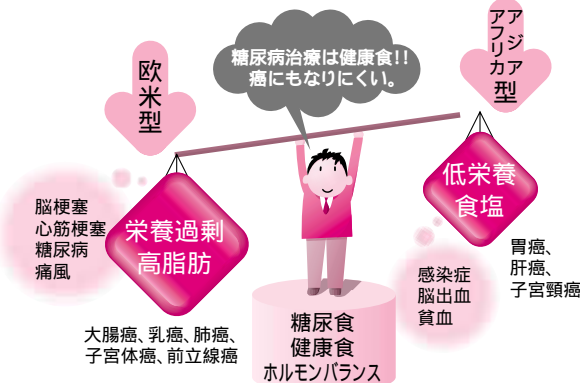 糖尿病治療は健康食!!
癌にもなりにくい。
欧米型
アジア
アフリカ型
栄養過剰
高脂肪
脳梗塞
心筋梗塞
糖尿病
痛風
大腸癌、乳癌、肺癌、
子宮体癌、前立線癌
低栄養
食塩
感染症
脳出血
貧血
胃癌、
肝癌、
子宮頸癌
糖尿食
健康食
ホルモンバランス